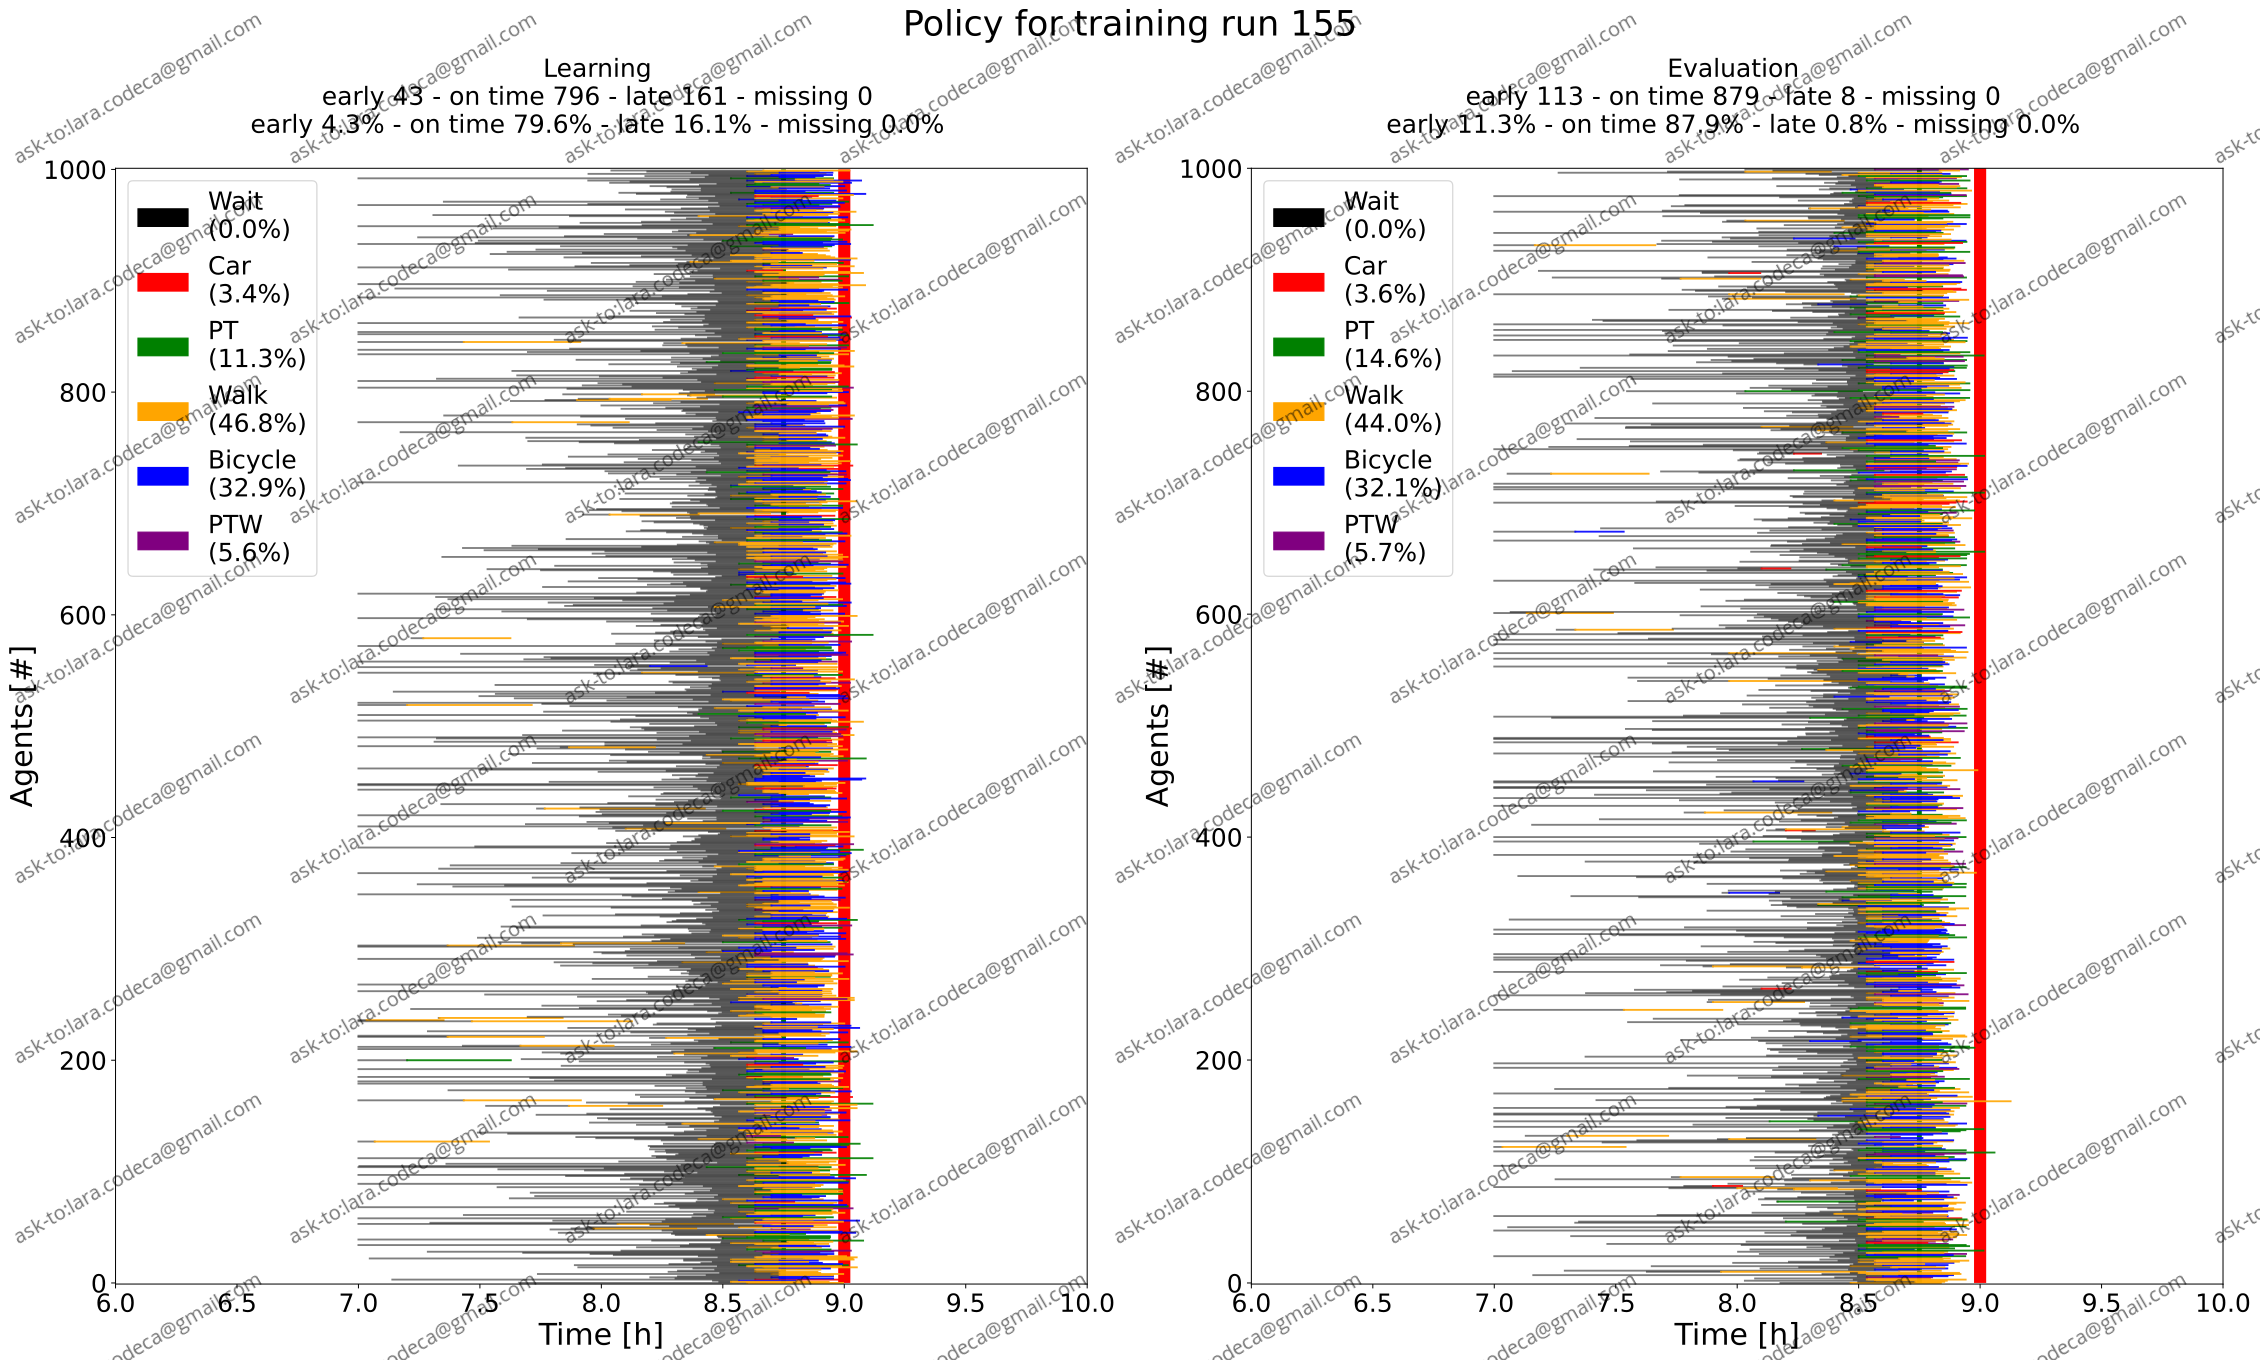 Policy for training run 155
Learning
early 43 - on time 796 - late 161 - missing 0
early 4.3% - on time 79.6% - late 16.1% - missing 0.0%
Agents [#]
1000
800
600
400
200
0
Wait
(0.0%)
Car
(3.4%)
PT
(11.3%)
Walk
(46.8%)
Bicycle
(32.9%)
PTW
(5.6%)
6.0 6.5 7.0 7.5 8.0 8.5 9.0 9.5 10.0
Time [h]
Evaluation
early 113 - on time 879 - late 8 - missing 0
early 11.3% - on time 87.9% - late 0.8% - missing 0.0%
Agents [#]
1000
800
600
400
200
0
Wait
(0.0%)
Car
(3.6%)
PT
(14.6%)
Walk
(44.0%)
Bicycle
(32.1%)
PTW
(5.7%)
6.0 6.5 7.0 7.5 8.0 8.5 9.0 9.5 10.0
Time [h]
ask-to:lara.codeca@gmail.com